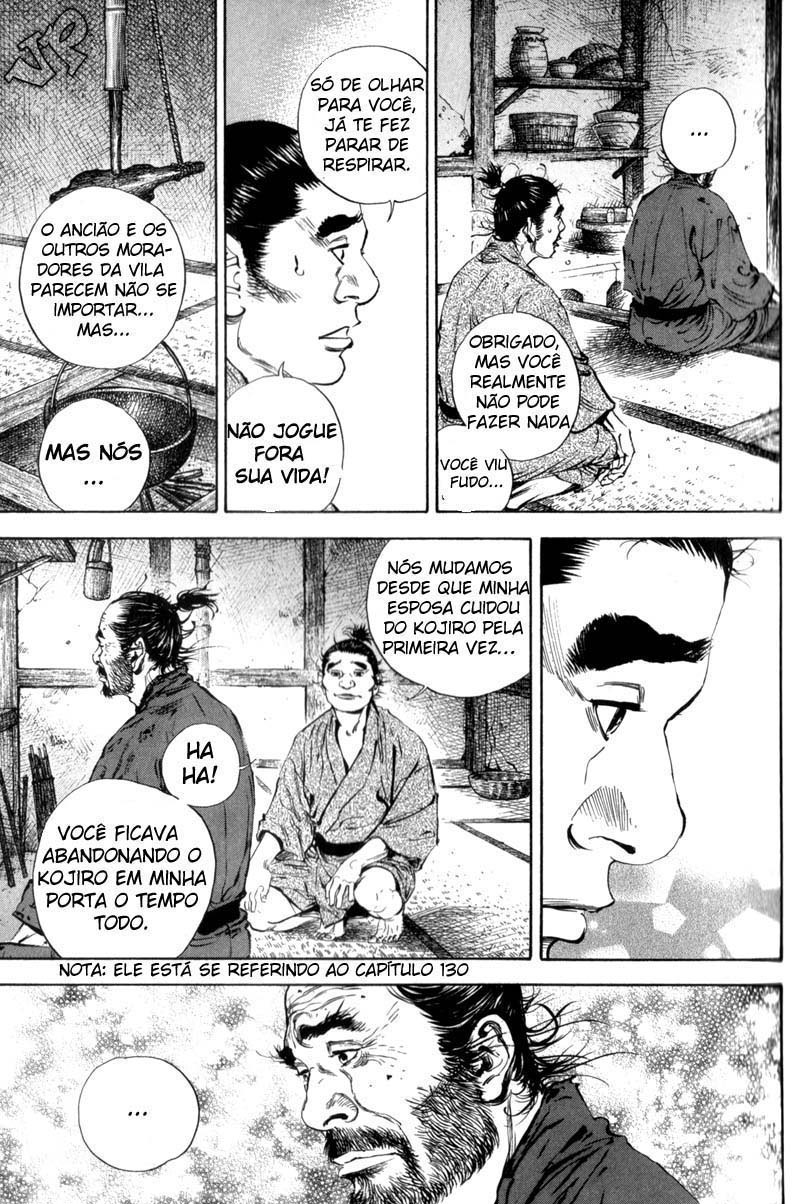 ...
OBRIGADO,
MAS VOCÊ
REALMENTE
NÃO PODE
FAZER NADA
VOCÊ VIU
FUDO...
SÓ DE OLHAR
PARA VOCÊ,
JÁ TE FEZ
PARAR DE
RESPIRAR.
NÃO JOGUE
FORA
SUA VIDA!
O ANCIÃO E OS
OUTROS MORA-
DORES DA VILA
PARECEM NÃO SE
IMPORTAR...
MAS...
MAS NÓS
...
NÓS MUDAMOS
DESDE QUE MINHA
ESPOSA CUIDOU
DO KOJIRO PELA
PRIMEIRA VEZ...
HA
HA!
VOCÊ FICAVA
ABANDONANDO O
KOJIRO EM MINHA
PORTA O TEMPO
TODO.
NOTA: ELE ESTÁ SE REFERINDO AO CAPÍTULO 130
...